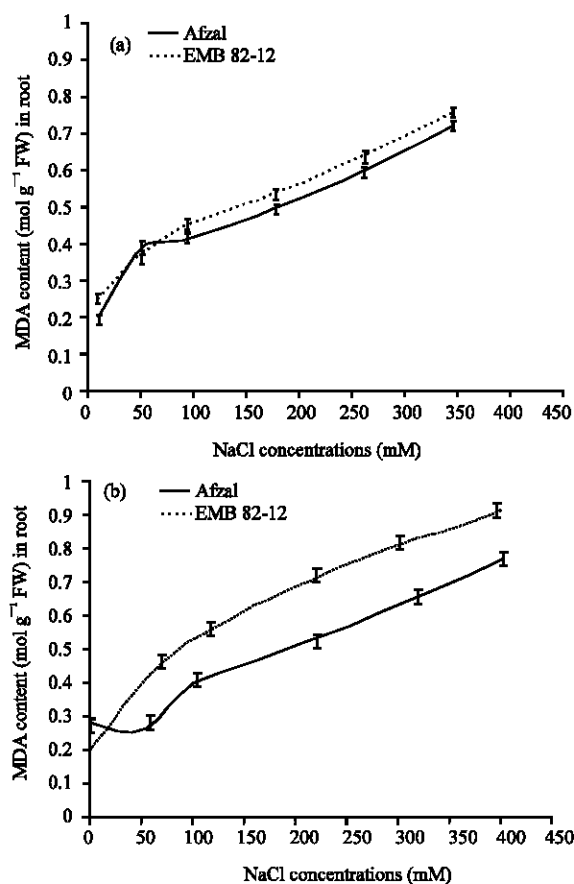 (a)
Afzal
EMB 82-12
MDA content (mol g⁻¹ FW) in root
1
0.9
0.8
0.7
0.6
0.5
0.4
0.3
0.2
0.1
0
0 50 100 150 200 250 300 350 400 450
NaCl concentrations (mM)
(b)
Afzal
EMB 82-12
MDA content (mol g⁻¹ FW) in root
1
0.9
0.8
0.7
0.6
0.5
0.4
0.3
0.2
0.1
0
0 50 100 150 200 250 300 350 400 450
NaCl concentrations (mM)